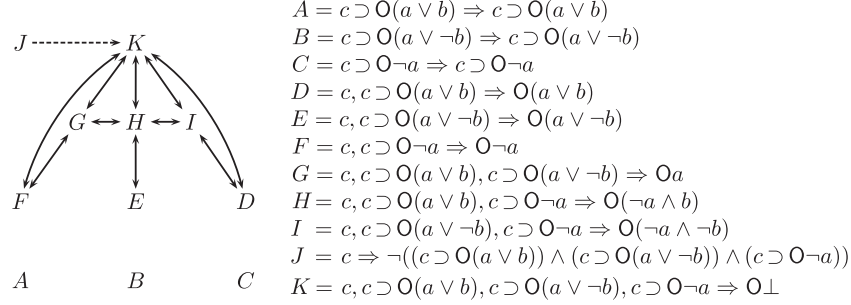 J K
G H I
F E D
A B C
A = c ⊃ O(a ∨ b) ⇒ c ⊃ O(a ∨ b)
B = c ⊃ O(a ∨ ¬b) ⇒ c ⊃ O(a ∨ ¬b)
C = c ⊃ O¬a ⇒ c ⊃ O¬a
D = c, c ⊃ O(a ∨ b) ⇒ O(a ∨ b)
E = c, c ⊃ O(a ∨ ¬b) ⇒ O(a ∨ ¬b)
F = c, c ⊃ O¬a ⇒ O¬a
G = c, c ⊃ O(a ∨ b), c ⊃ O(a ∨ ¬b) ⇒ Oa
H = c, c ⊃ O(a ∨ b), c ⊃ O¬a ⇒ O(¬a ∧ b)
I = c, c ⊃ O(a ∨ ¬b), c ⊃ O¬a ⇒ O(¬a ∧ ¬b)
J = c ⇒ ¬((c ⊃ O(a ∨ b)) ∧ (c ⊃ O(a ∨ ¬b)) ∧ (c ⊃ O¬a))
K = c, c ⊃ O(a ∨ b), c ⊃ O(a ∨ ¬b), c ⊃ O¬a ⇒ O⊥